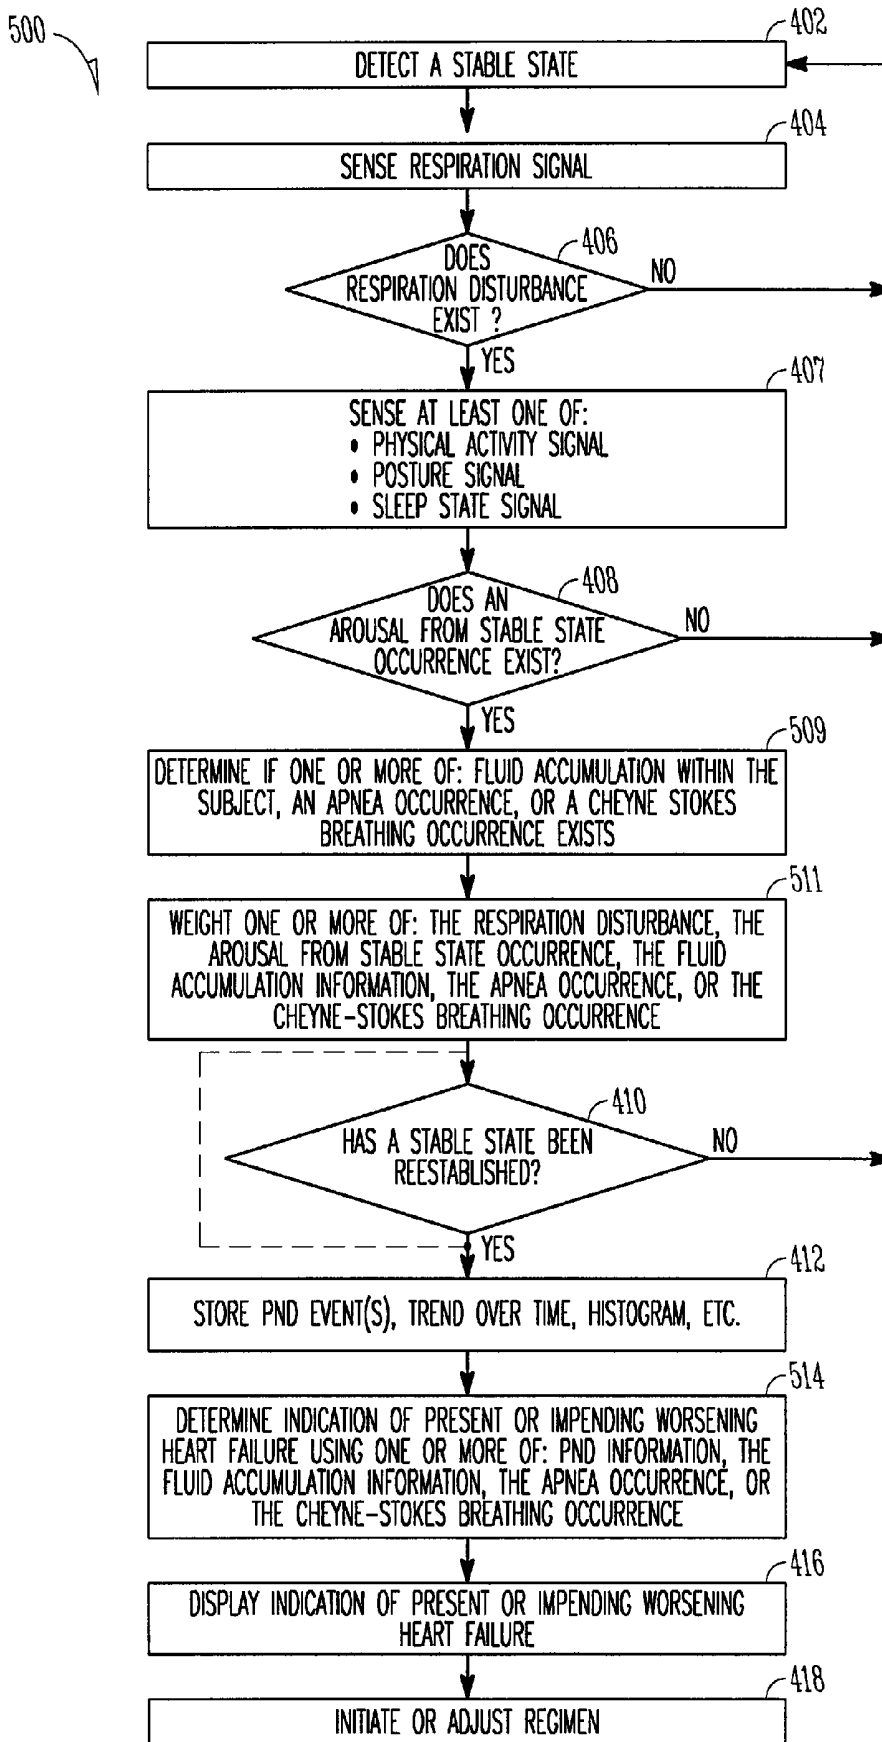 500
402
DETECT A STABLE STATE
404
SENSE RESPIRATION SIGNAL
406
DOES
RESPIRATION DISTURBANCE
EXIST ?
NO
YES
407
SENSE AT LEAST ONE OF:
• PHYSICAL ACTIVITY SIGNAL
• POSTURE SIGNAL
• SLEEP STATE SIGNAL
408
DOES AN
AROUSAL FROM STABLE STATE
OCCURRENCE EXIST?
NO
YES
509
DETERMINE IF ONE OR MORE OF: FLUID ACCUMULATION WITHIN THE
SUBJECT, AN APNEA OCCURRENCE, OR A CHEYNE STOKES
BREATHING OCCURRENCE EXISTS
511
WEIGHT ONE OR MORE OF: THE RESPIRATION DISTURBANCE, THE
AROUSAL FROM STABLE STATE OCCURRENCE, THE FLUID
ACCUMULATION INFORMATION, THE APNEA OCCURRENCE, OR THE
CHEYNE-STOKES BREATHING OCCURRENCE
410
HAS A STABLE STATE BEEN
REESTABLISHED?
NO
YES
412
STORE PND EVENT(S), TREND OVER TIME, HISTOGRAM, ETC.
514
DETERMINE INDICATION OF PRESENT OR IMPENDING WORSENING
HEART FAILURE USING ONE OR MORE OF: PND INFORMATION, THE
FLUID ACCUMULATION INFORMATION, THE APNEA OCCURRENCE, OR
THE CHEYNE-STOKES BREATHING OCCURRENCE
416
DISPLAY INDICATION OF PRESENT OR IMPENDING WORSENING
HEART FAILURE
418
INITIATE OR ADJUST REGIMEN